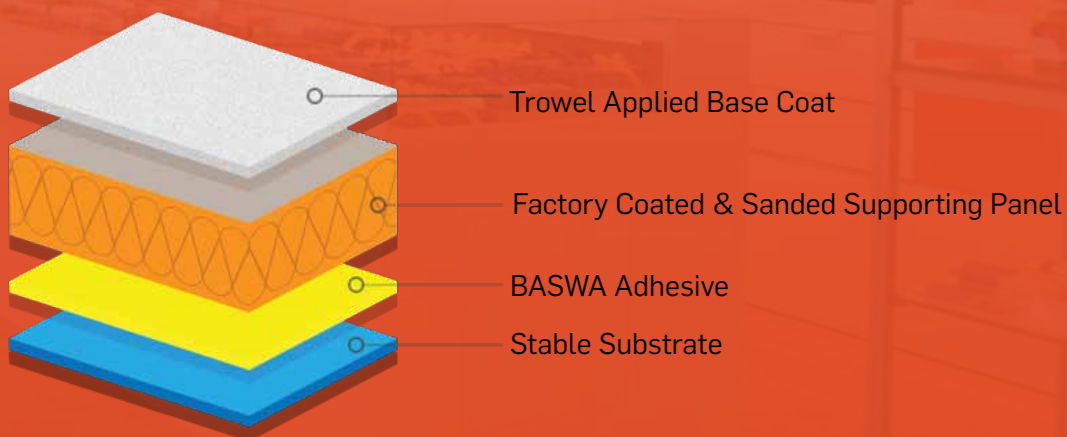 Trowel Applied Base Coat
Factory Coated & Sanded Supporting Panel
BASWA Adhesive
Stable Substrate